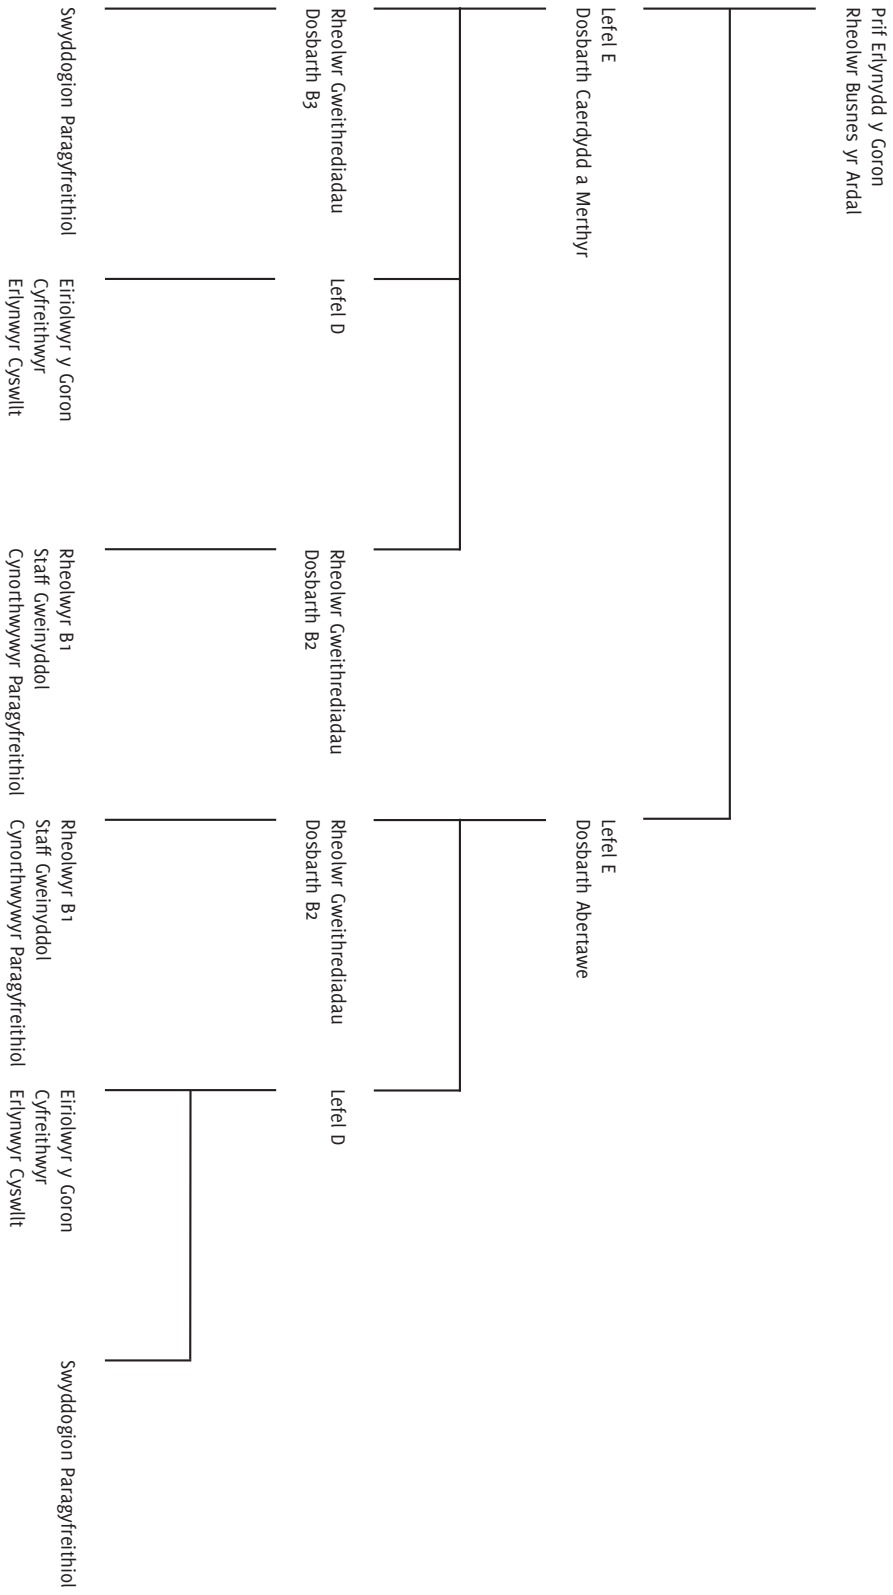 Prif Erlynydd y Goron
Rheolwr Busnes yr Ardal
Lefel E
Dosbarth Caerdydd a Merthyr
Lefel E
Dosbarth Abertawe
Rheolwr Gweithrediadau
Dosbarth B3
Lefel D
Rheolwr Gweithrediadau
Dosbarth B2
Rheolwr Gweithrediadau
Dosbarth B2
Lefel D
Swyddogion Paragyfreithiol
Eiriolwyr y Goron
Cyfreithwyr
Erlynwyr Cyswllt
Rheolwyr B1
Staff Gweinyddol
Cynorthwywyr Paragyfreithiol
Rheolwyr B1
Staff Gweinyddol
Cynorthwywyr Paragyfreithiol
Eiriolwyr y Goron
Cyfreithwyr
Erlynwyr Cyswllt
Swyddogion Paragyfreithiol